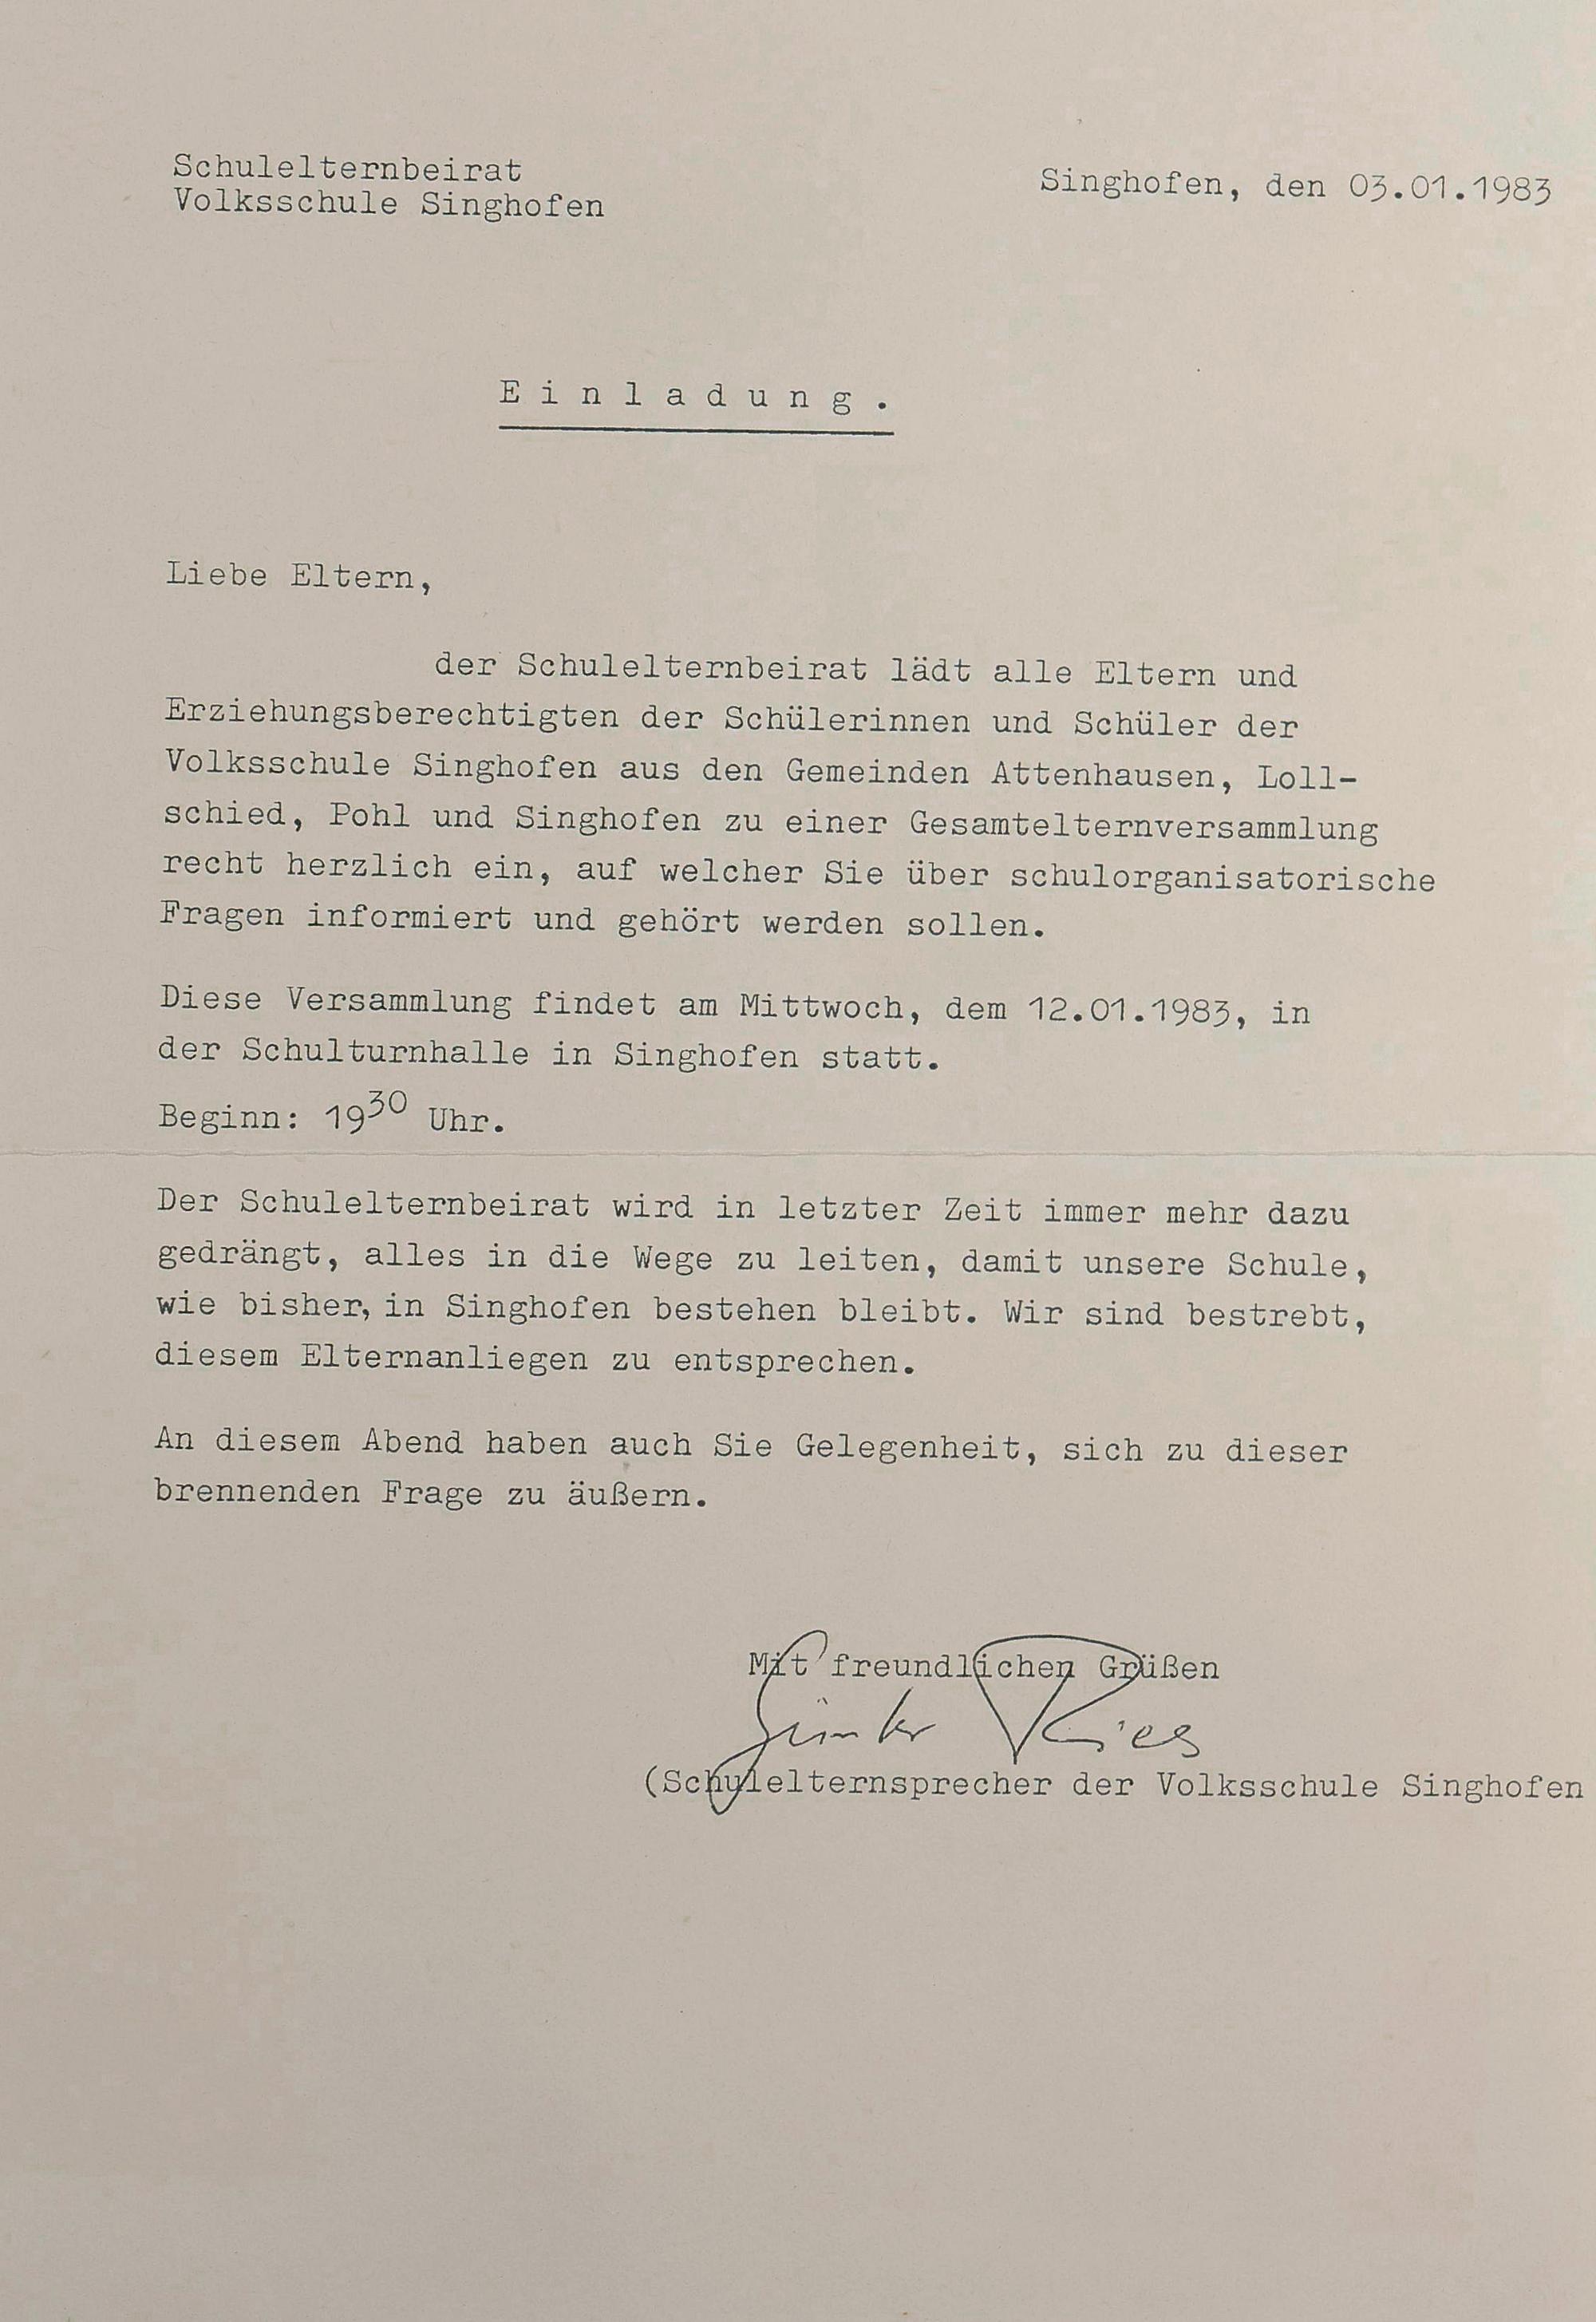 Schulelternbeirat
Volksschule Singhofen
Singhofen, den 03.01.1983
E i n l a d u n g .
Liebe Eltern,
der Schulelternbeirat lädt alle Eltern und
Erziehungsberechtigten der Schülerinnen und Schüler der
Volksschule Singhofen aus den Gemeinden Attenhausen, Loll-
schied, Pohl und Singhofen zu einer Gesamtelternversammlung
recht herzlich ein, auf welcher Sie über schulorganisatorische
Fragen informiert und gehört werden sollen.
Diese Versammlung findet am Mittwoch, dem 12.01.1983, in
der Schulturnhalle in Singhofen statt.
Beginn: 19³⁰ Uhr.
Der Schulelternbeirat wird in letzter Zeit immer mehr dazu
gedrängt, alles in die Wege zu leiten, damit unsere Schule,
wie bisher, in Singhofen bestehen bleibt. Wir sind bestrebt,
diesem Elternanliegen zu entsprechen.
An diesem Abend haben auch Sie Gelegenheit, sich zu dieser
brennenden Frage zu äußern.
Mit freundlichen Grüßen
Günter Ries
(Schulelternsprecher der Volksschule Singhofen